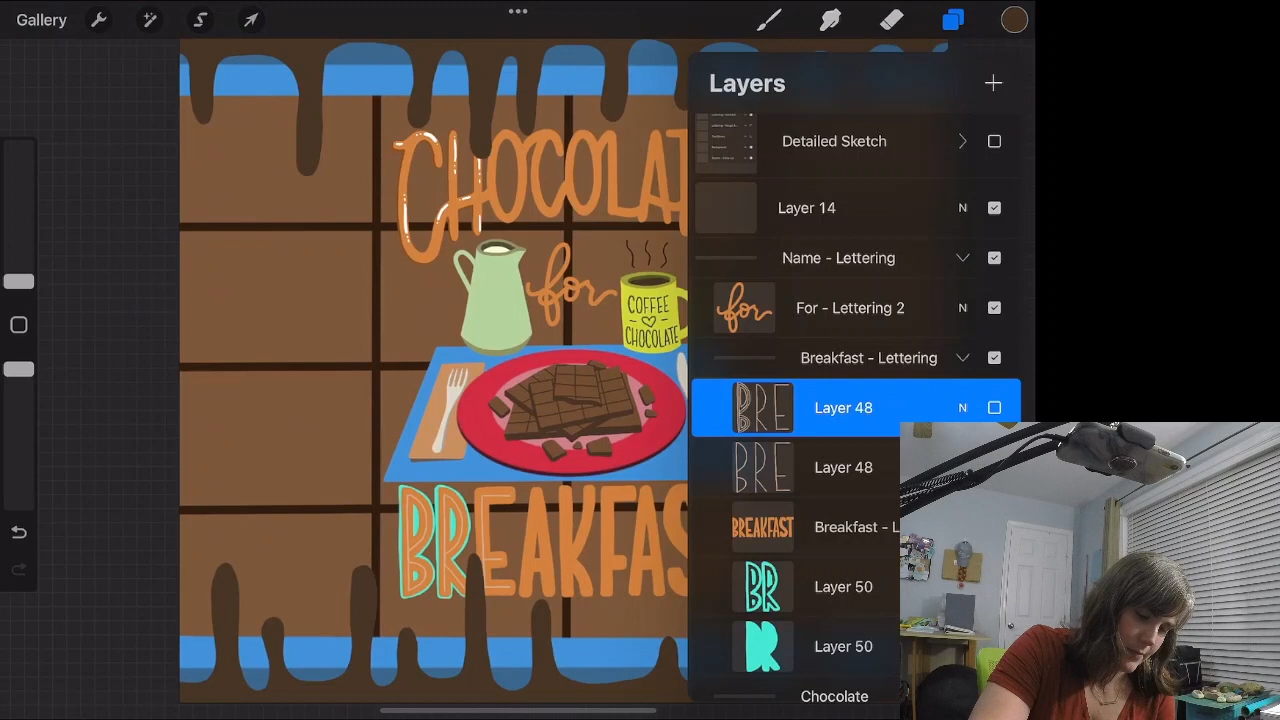 Gallery
Layers
Detailed Sketch
Layer 14
N
Name - Lettering
For - Lettering 2
N
Breakfast - Lettering
Layer 48
N
Layer 48
Breakfast - L
Layer 50
Layer 50
Chocolate
CHOCOLAT
for
COFFEE
CHOCOLATE
BREAKFAS
for
BRE
BRE
BREAKFAST
BR
R